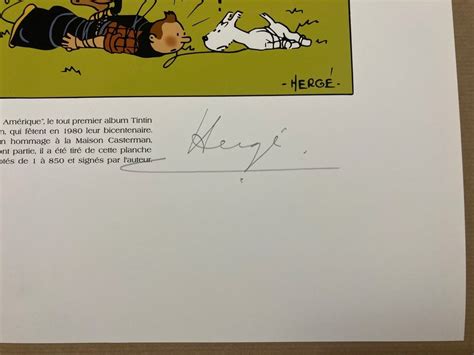 -HERGÉ-
Amérique", le tout premier album Tintin
n, qui fêtent en 1980 leur bicentenaire.
n hommage à la Maison Casterman,
ont partie, il a été tiré de cette planche
otés de 1 à 850 et signés par l'auteur.
Hergé.